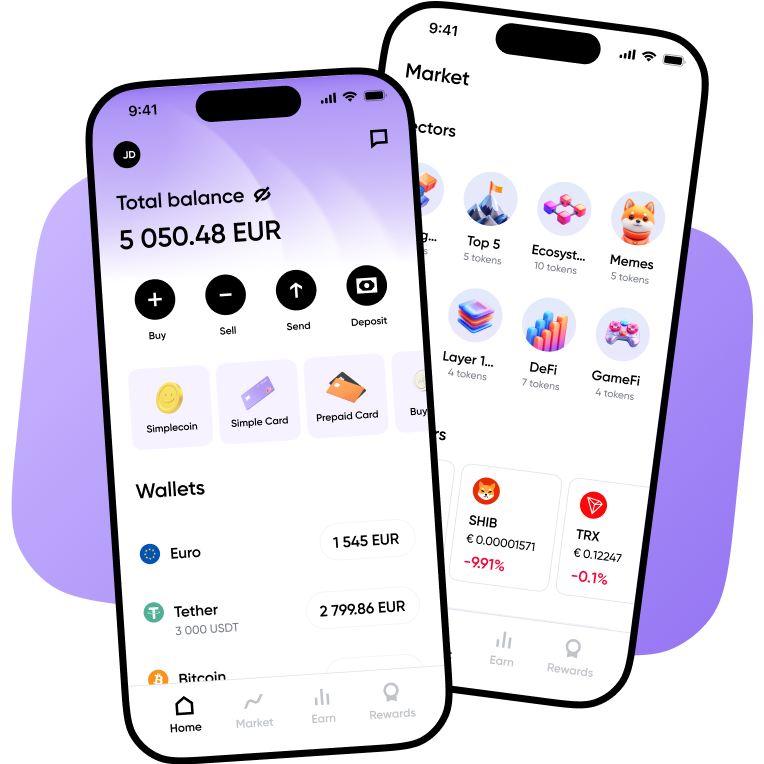 9:41
JD
Total balance
5 050.48 EUR
Buy
Sell
Send
Deposit
Simplecoin
Simple Card
Prepaid Card
Buy
Wallets
Euro
1 545 EUR
Tether
3 000 USDT
2 799.86 EUR
Bitcoin
Home
Market
Earn
Rewards
9:41
Market
ectors
g...
Top 5
5 tokens
Ecosyst...
10 tokens
Memes
5 tokens
Layer 1...
4 tokens
DeFi
7 tokens
GameFi
4 tokens
rs
SHIB
€ 0.00001571
-9.91%
TRX
€ 0.12247
-0.1%
Earn
Rewards